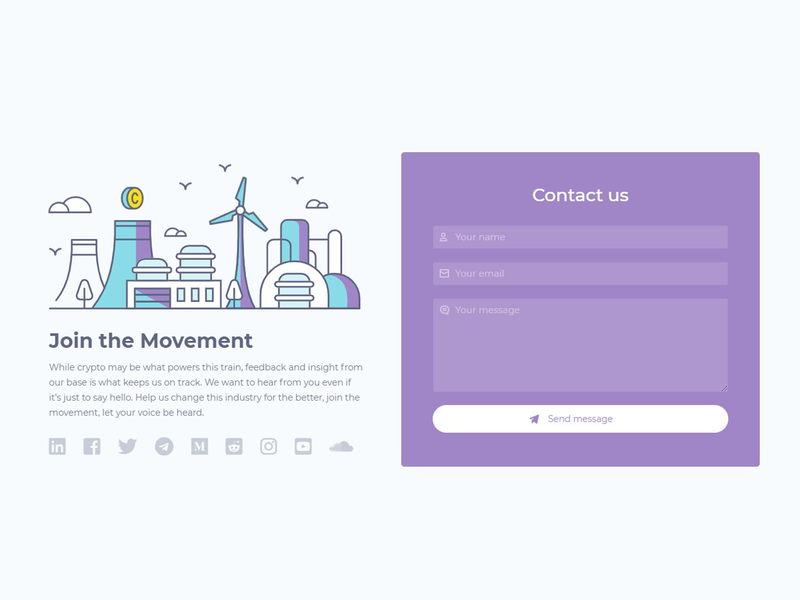 C
Join the Movement
While crypto may be what powers this train, feedback and insight from
our base is what keeps us on track. We want to hear from you even if
it's just to say hello. Help us change this industry for the better, join the
movement, let your voice be heard.
in
f
M
Contact us
Your name
Your email
Your message
Send message